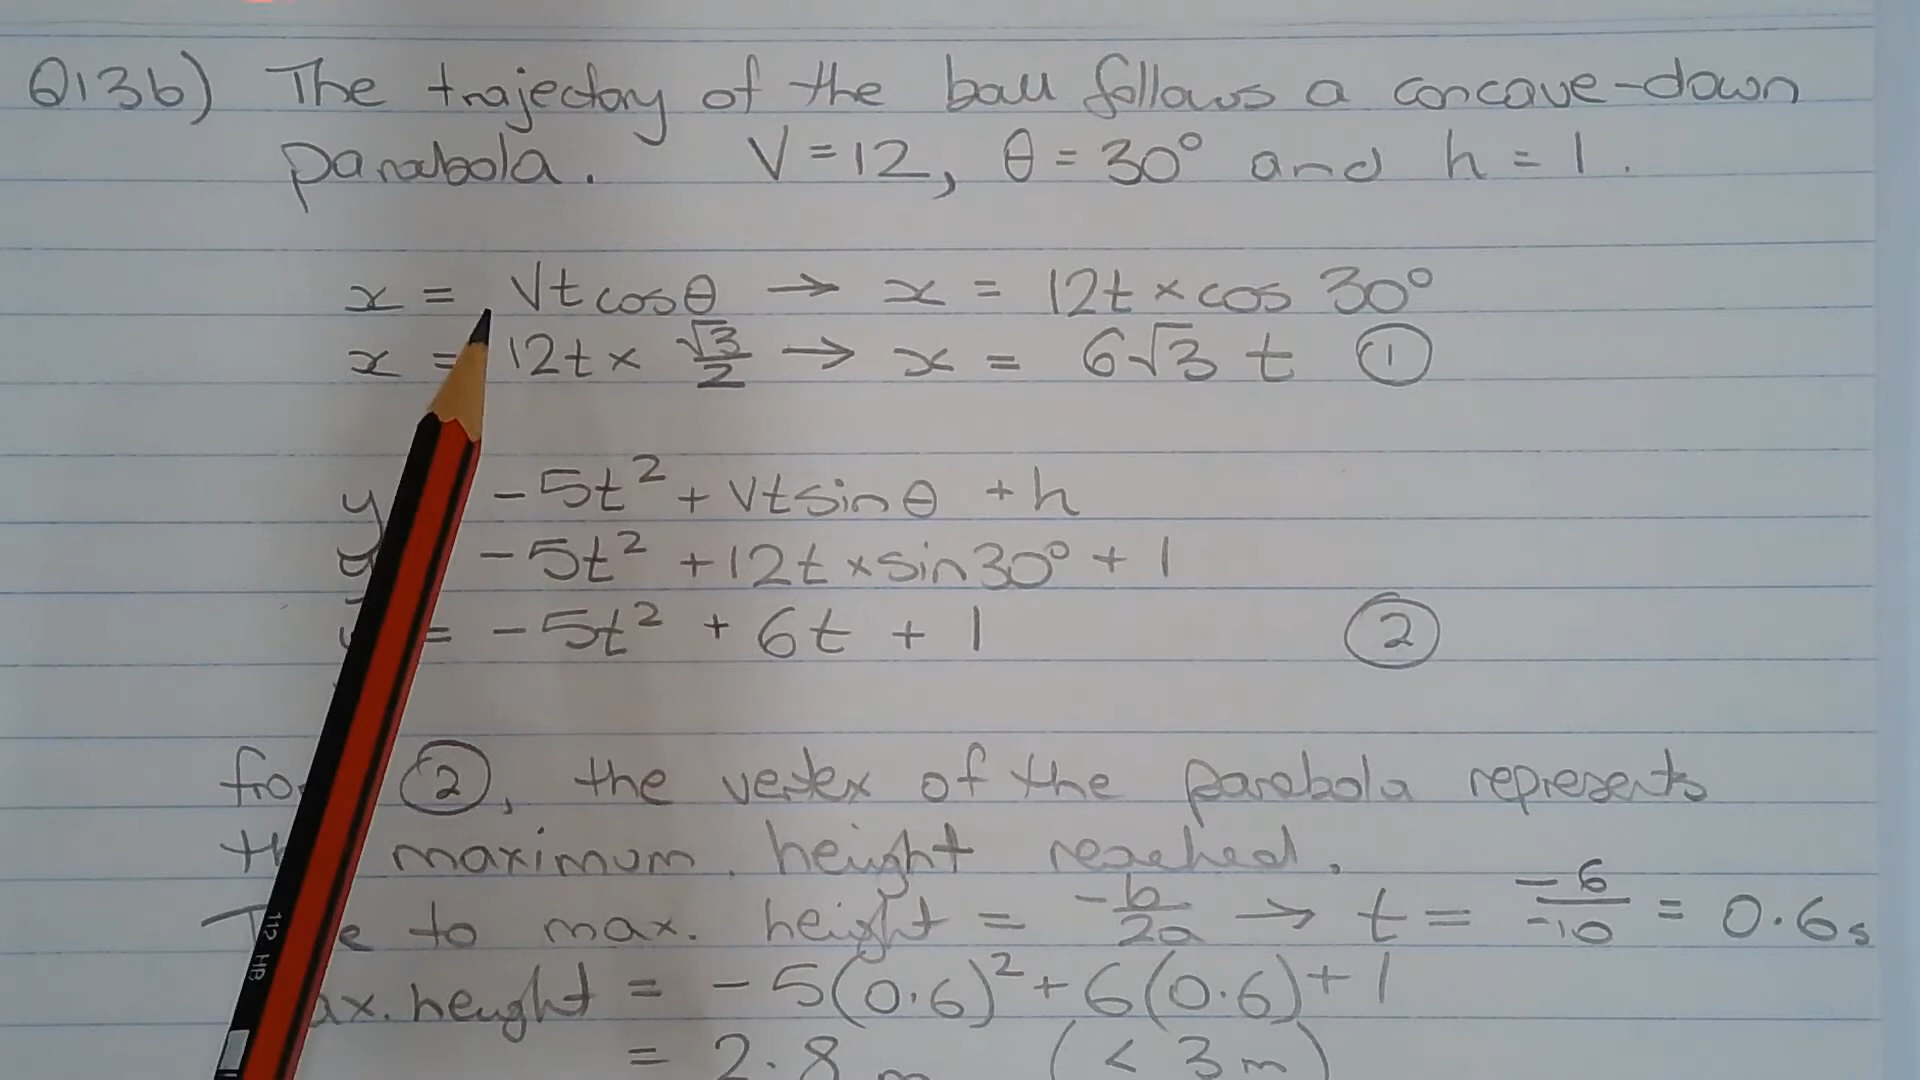 Q13b) The trajectory of the ball follows a concave-down
parabola. V = 12, θ = 30° and h = 1.
x = Vt cosθ → x = 12t × cos 30°
x = 12t × √3/2 → x = 6√3 t ①
y -5t² + Vt sinθ + h
y -5t² + 12t × sin30° + 1
= -5t² + 6t + 1 ②
②, the vertex of the parabola represents
maximum height reached.
to max. height = -b/2a → t = -6/-10 = 0.6s
height = -5(0.6)² + 6(0.6) + 1
= 2.8 m (< 3m)
112 HB